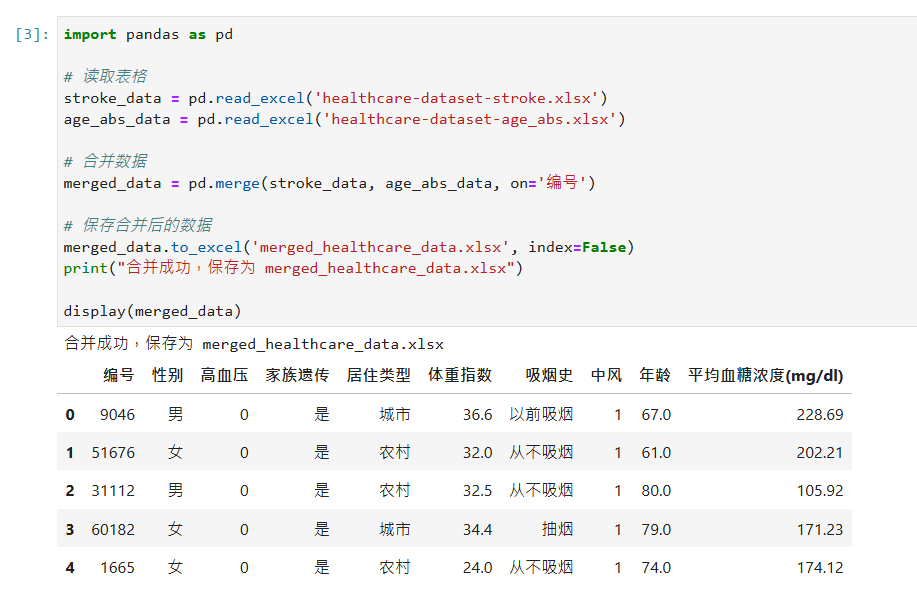 [3]: import pandas as pd
# 读取表格
stroke_data = pd.read_excel('healthcare-dataset-stroke.xlsx')
age_abs_data = pd.read_excel('healthcare-dataset-age_abs.xlsx')
# 合并数据
merged_data = pd.merge(stroke_data, age_abs_data, on='编号')
# 保存合并后的数据
merged_data.to_excel('merged_healthcare_data.xlsx', index=False)
print("合并成功，保存为 merged_healthcare_data.xlsx")
display(merged_data)
合并成功，保存为 merged_healthcare_data.xlsx
编号 性别 高血压 家族遗传 居住类型 体重指数 吸烟史 中风 年龄 平均血糖浓度(mg/dl)
0 9046 男 0 是 城市 36.6 以前吸烟 1 67.0 228.69
1 51676 女 0 是 农村 32.0 从不吸烟 1 61.0 202.21
2 31112 男 0 是 农村 32.5 从不吸烟 1 80.0 105.92
3 60182 女 0 是 城市 34.4 抽烟 1 79.0 171.23
4 1665 女 0 是 农村 24.0 从不吸烟 1 74.0 174.12